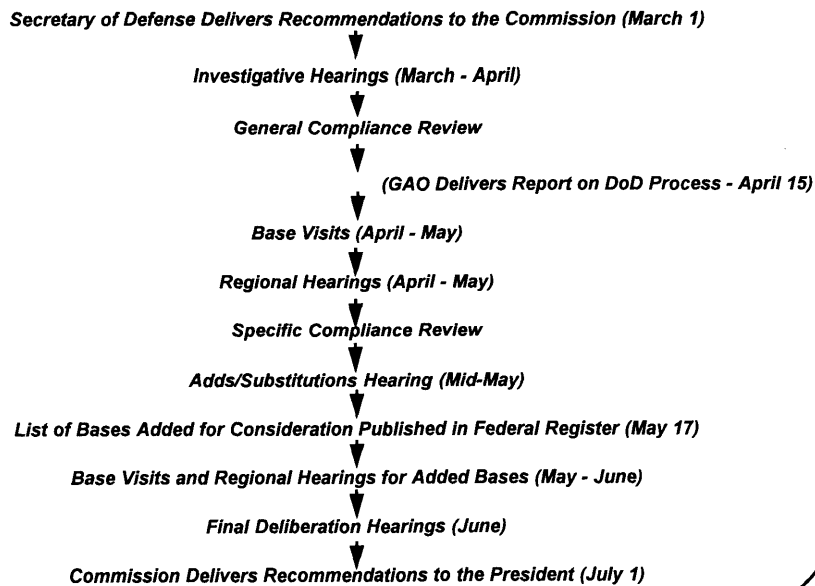 Secretary of Defense Delivers Recommendations to the Commission (March 1)
Investigative Hearings (March - April)
General Compliance Review
(GAO Delivers Report on DoD Process - April 15)
Base Visits (April - May)
Regional Hearings (April - May)
Specific Compliance Review
Adds/Substitutions Hearing (Mid-May)
List of Bases Added for Consideration Published in Federal Register (May 17)
Base Visits and Regional Hearings for Added Bases (May - June)
Final Deliberation Hearings (June)
Commission Delivers Recommendations to the President (July 1)